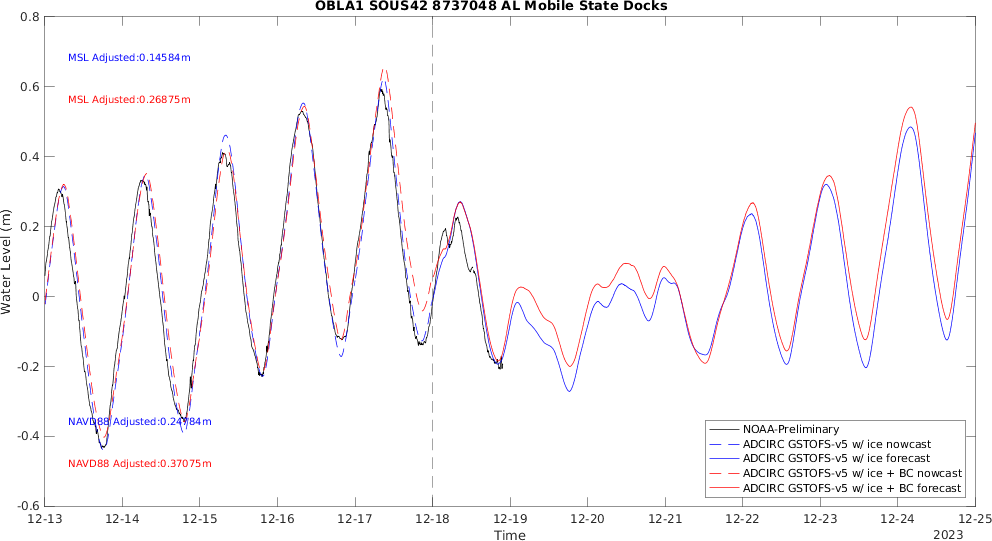 OBLA1 SOUS42 8737048 AL Mobile State Docks
Water Level (m)
0.8
0.6
0.4
0.2
0
-0.2
-0.4
-0.6
MSL Adjusted:0.14584m
MSL Adjusted:0.26875m
NAVD88 Adjusted:0.24784m
NAVD88 Adjusted:0.37075m
NOAA-Preliminary
ADCIRC GSTOFS-v5 w/ ice nowcast
ADCIRC GSTOFS-v5 w/ ice forecast
ADCIRC GSTOFS-v5 w/ ice + BC nowcast
ADCIRC GSTOFS-v5 w/ ice + BC forecast
12-13 12-14 12-15 12-16 12-17 12-18 12-19 12-20 12-21 12-22 12-23 12-24 12-25
Time
2023